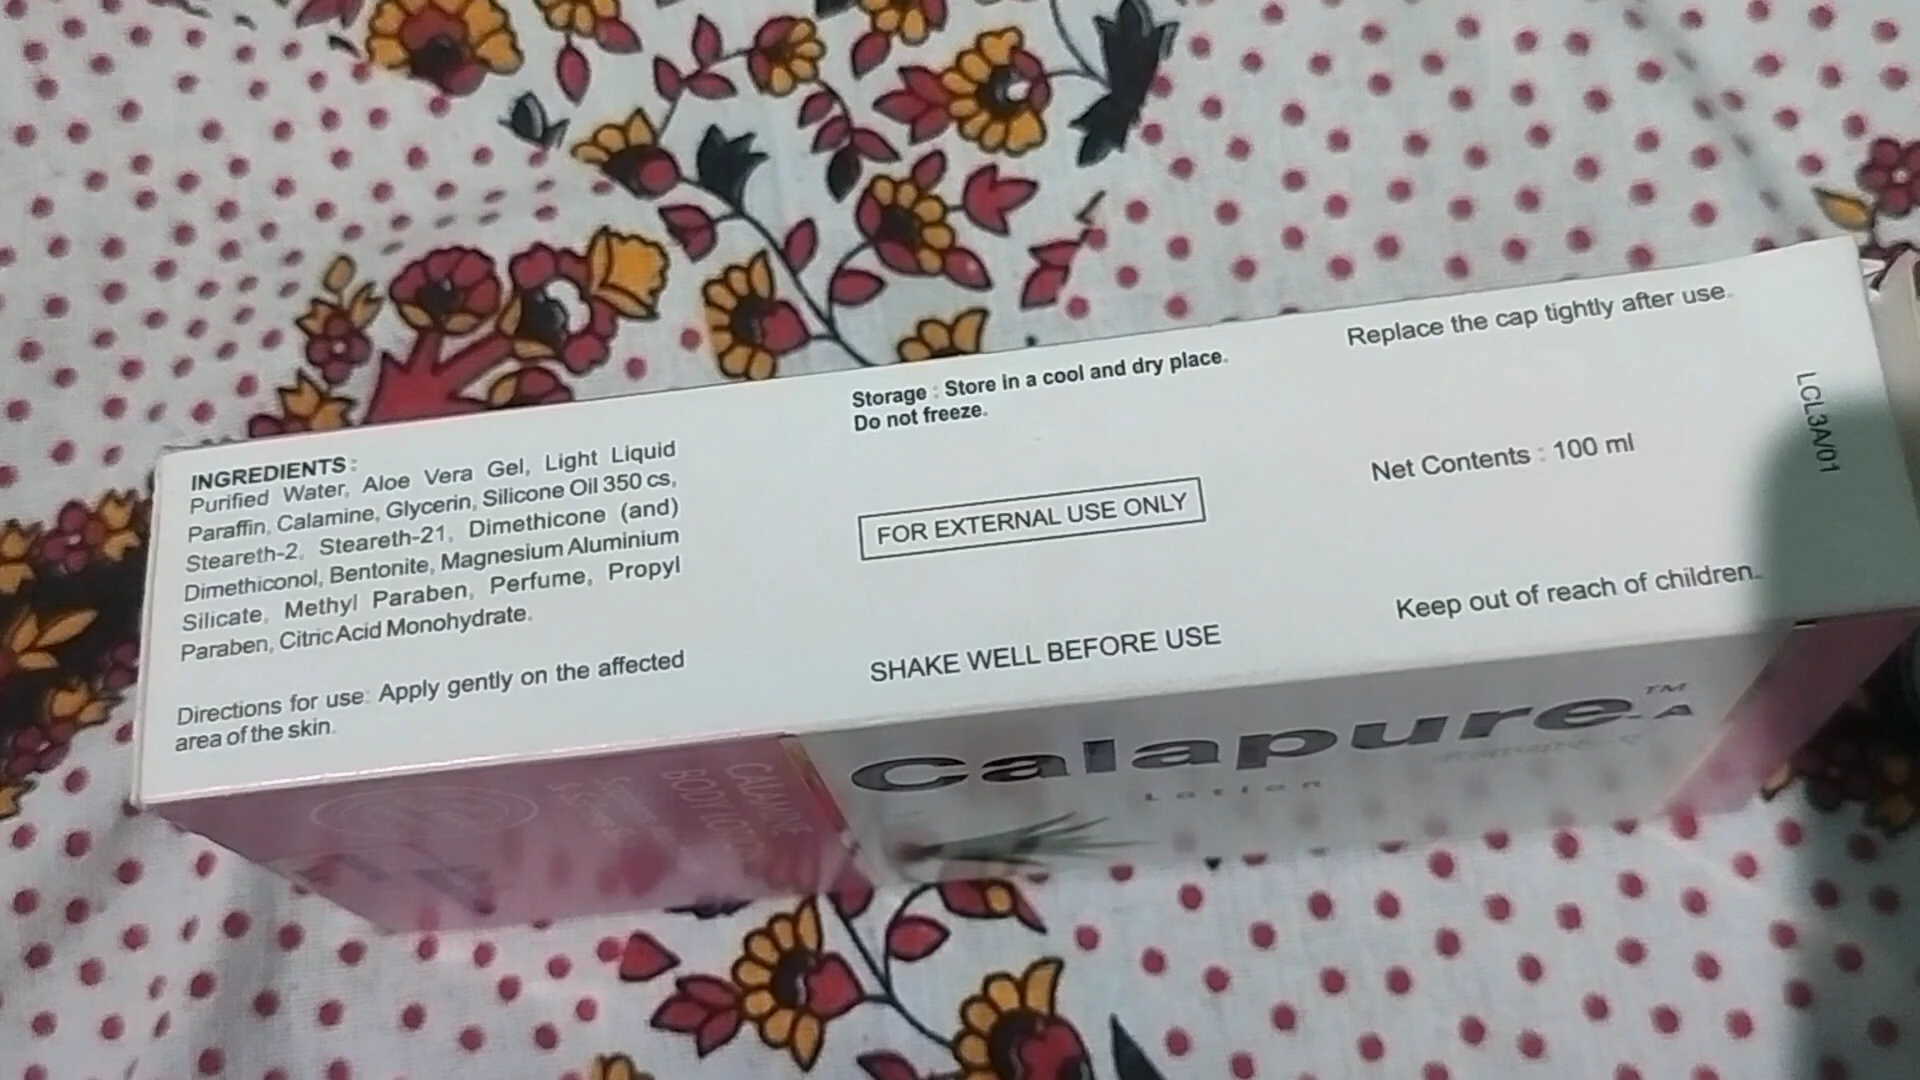 INGREDIENTS:
Purified Water, Aloe Vera Gel, Light Liquid
Paraffin, Calamine, Glycerin, Silicone Oil 350 cs,
Steareth-2, Steareth-21, Dimethicone (and)
Dimethiconol, Bentonite, Magnesium Aluminium
Silicate, Methyl Paraben, Perfume, Propyl
Paraben, Citric Acid Monohydrate.
Directions for use: Apply gently on the affected
area of the skin.
Storage : Store in a cool and dry place.
Do not freeze.
FOR EXTERNAL USE ONLY
SHAKE WELL BEFORE USE
Replace the cap tightly after use.
Net Contents : 100 ml
Keep out of reach of children.
LCL3A/01
Calapure-A™
Lotion
CALAMINE
BODY LOTION